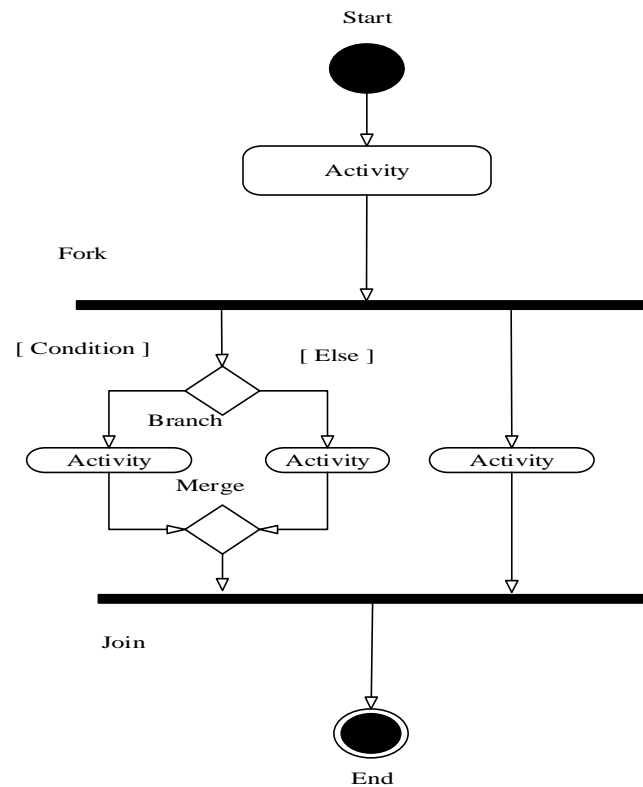 Start
Activity
Fork
[ Condition ]
[ Else ]
Branch
Activity
Activity
Activity
Merge
Join
End